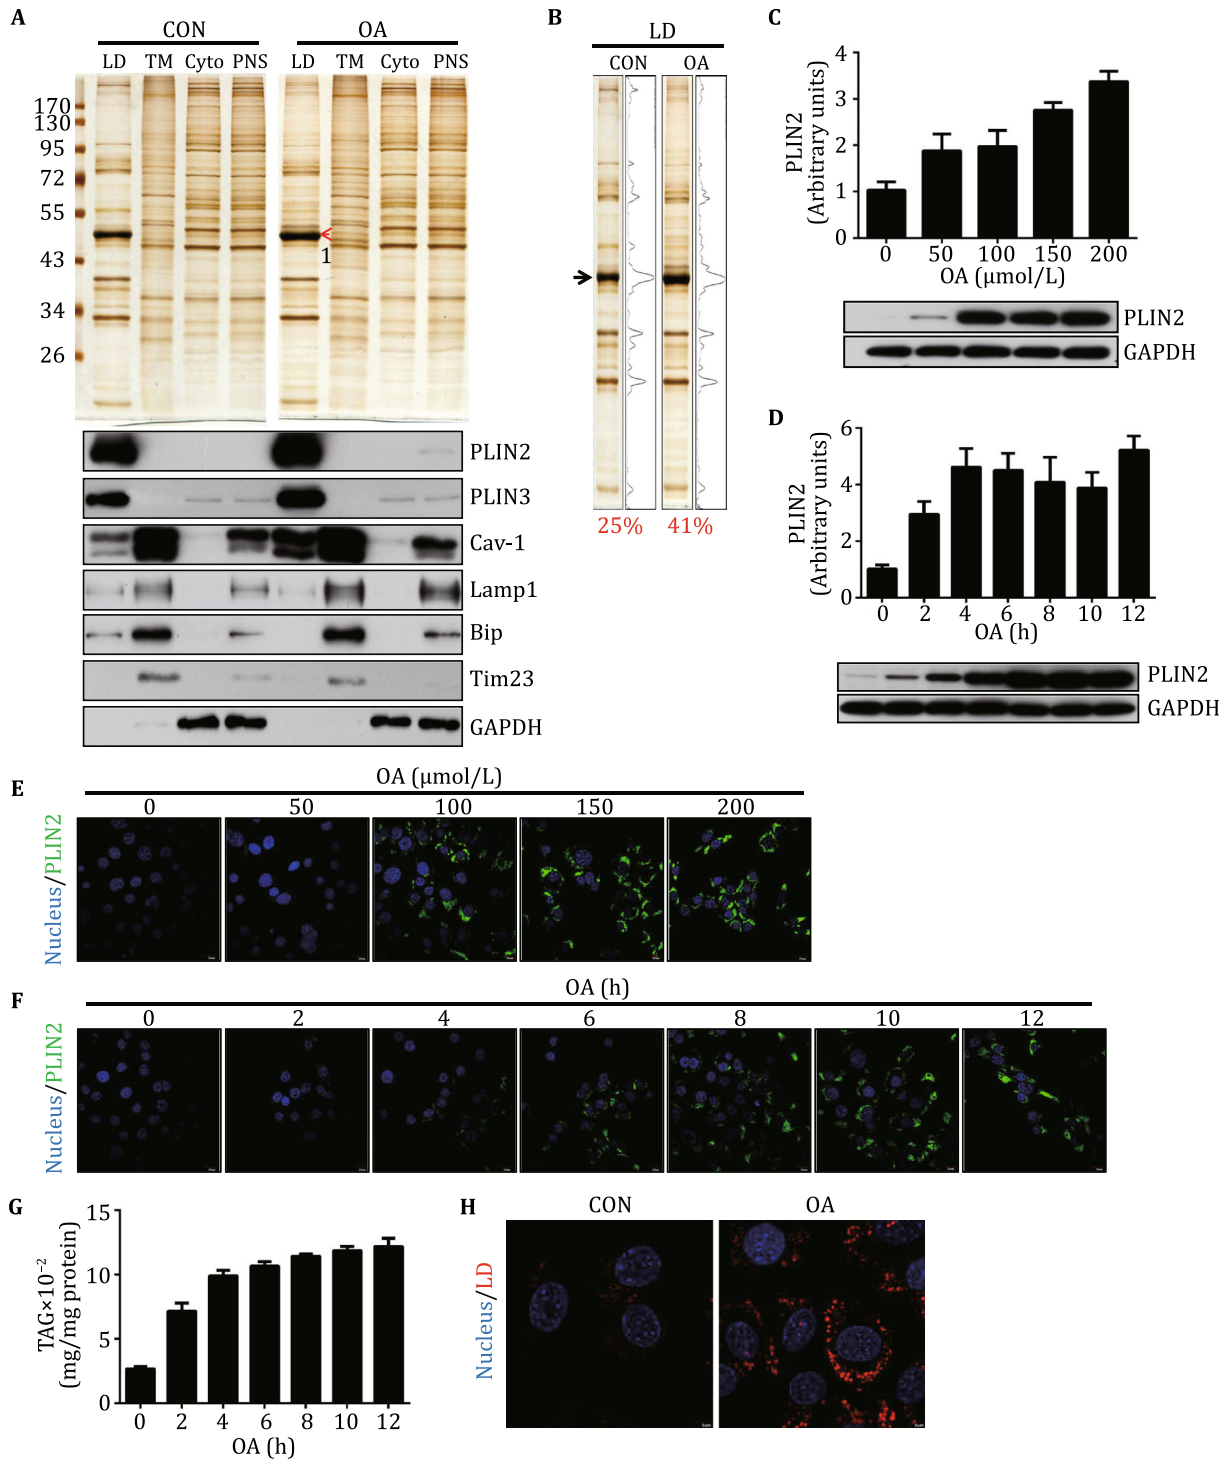 A
CON OA
LD TM Cyto PNS LD TM Cyto PNS
170
130
95
72
55
43
34
26
1
PLIN2
PLIN3
Cav-1
Lamp1
Bip
Tim23
GAPDH
B
LD
CON OA
25% 41%
C
PLIN2
(Arbitrary units)
4
3
2
1
0
0 50 100 150 200
OA (μmol/L)
PLIN2
GAPDH
D
PLIN2
(Arbitrary units)
6
4
2
0
0 2 4 6 8 10 12
OA (h)
PLIN2
GAPDH
E
OA (μmol/L)
0 50 100 150 200
Nucleus/PLIN2
F
OA (h)
0 2 4 6 8 10 12
Nucleus/PLIN2
G
TAG×10⁻²
(mg/mg protein)
15
10
5
0
0 2 4 6 8 10 12
OA (h)
H
CON OA
Nucleus/LD